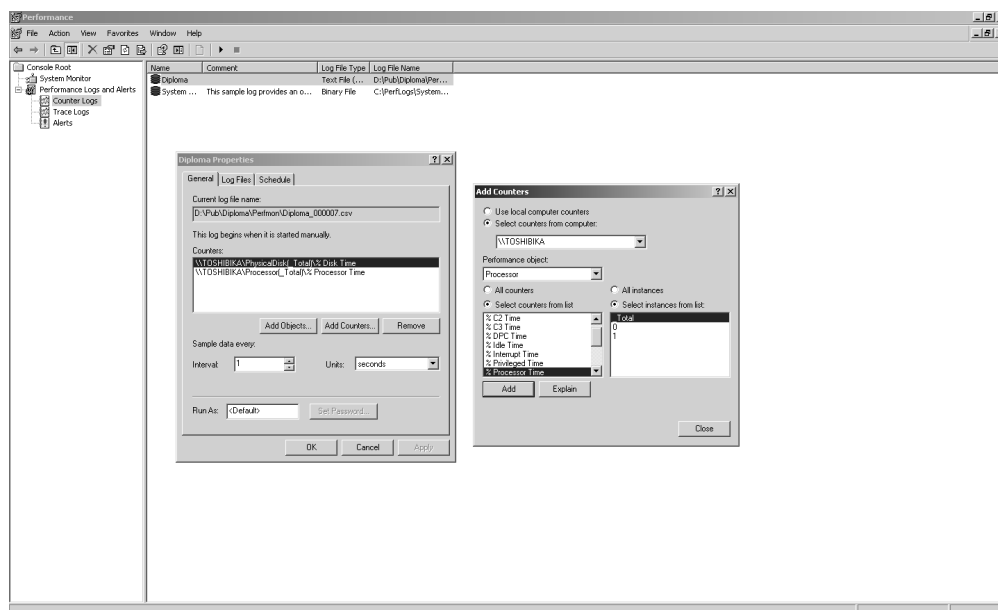 Performance
File Action View Favorites Window Help
Console Root
System Monitor
Performance Logs and Alerts
Counter Logs
Trace Logs
Alerts
Name Comment Log File Type Log File Name
Diploma Text File (... D:\Pub\Diploma\Per...
System ... This sample log provides an o... Binary File C:\PerfLogs\System...
Diploma Properties
General Log Files Schedule
Current log file name:
D:\Pub\Diploma\Perfmon\Diploma_000007.csv
This log begins when it is started manually.
Counters:
\\TOSHIBIKA\PhysicalDisk(_Total)\% Disk Time
\\TOSHIBIKA\Processor(_Total)\% Processor Time
Add Objects... Add Counters... Remove
Sample data every:
Interval: 1 Units: seconds
Run As: <Default> Set Password...
OK Cancel Apply
Add Counters
Use local computer counters
Select counters from computer:
\\TOSHIBIKA
Performance object:
Processor
All counters All instances
Select counters from list Select instances from list:
% C2 Time
% C3 Time
% DPC Time
% Idle Time
% Interrupt Time
% Privileged Time
% Processor Time
_Total
0
1
Add Explain
Close